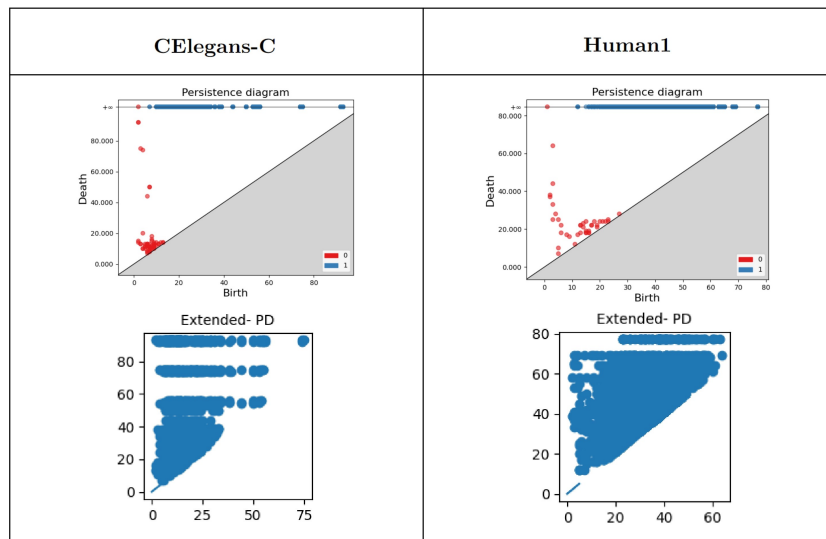 CElegans-C
Human1
Persistence diagram
+∞
80.000
60.000
40.000
20.000
0.000
Death
0 20 40 60 80
Birth
0
1
Persistence diagram
+∞
80.000
60.000
40.000
20.000
0.000
Death
0 10 20 30 40 50 60 70 80
Birth
0
1
Extended- PD
80
60
40
20
0
0 25 50 75
Extended- PD
80
60
40
20
0
0 20 40 60